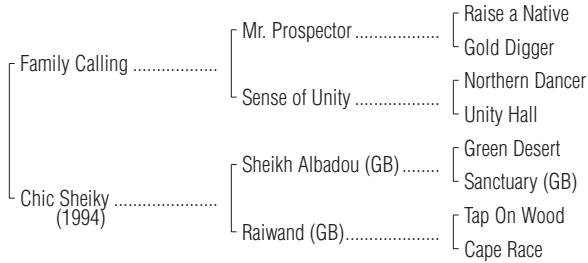 Raise a Native
Mr. Prospector ..................
Gold Digger
Family Calling ..................
Northern Dancer
Sense of Unity ..................
Unity Hall
Green Desert
Sheikh Albadou (GB) ........
Sanctuary (GB)
Chic Sheiky ......................
(1994)
Tap On Wood
Raiwand (GB)....................
Cape Race